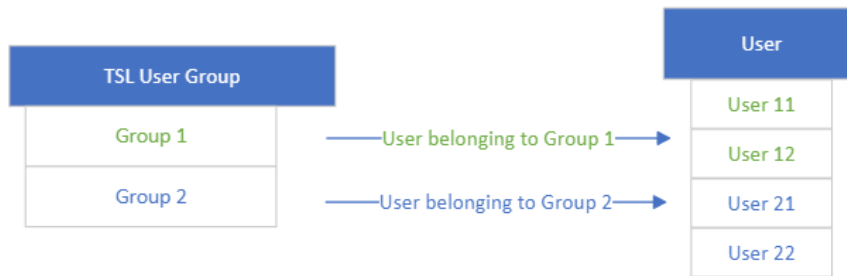 TSL User Group
Group 1
Group 2
User belonging to Group 1
User belonging to Group 2
User
User 11
User 12
User 21
User 22